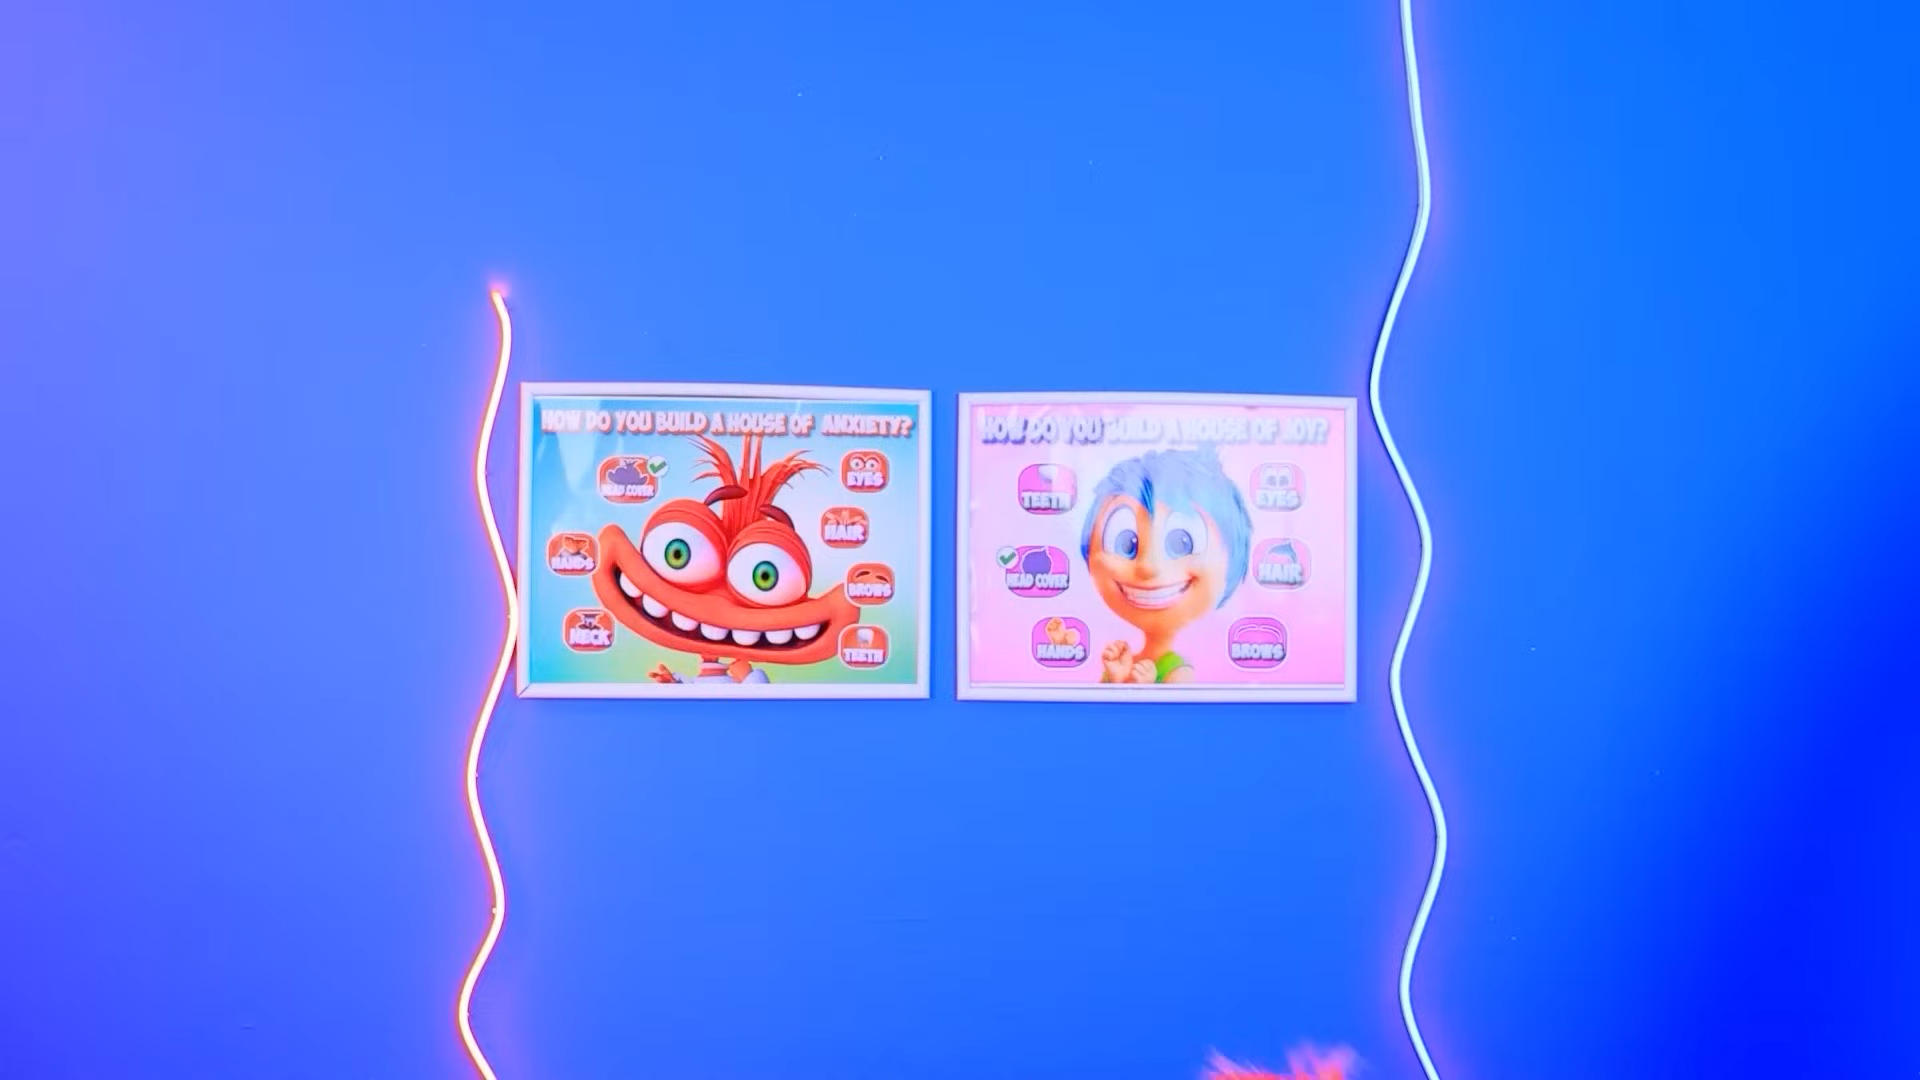 HOW DO YOU BUILD A HOUSE OF ANXIETY?
HEAD COVER
EYES
HAIR
HANDS
BROWS
NECK
TEETH
HOW DO YOU BUILD A HOUSE OF JOY?
TEETH
EYES
HEAD COVER
HAIR
HANDS
BROWS